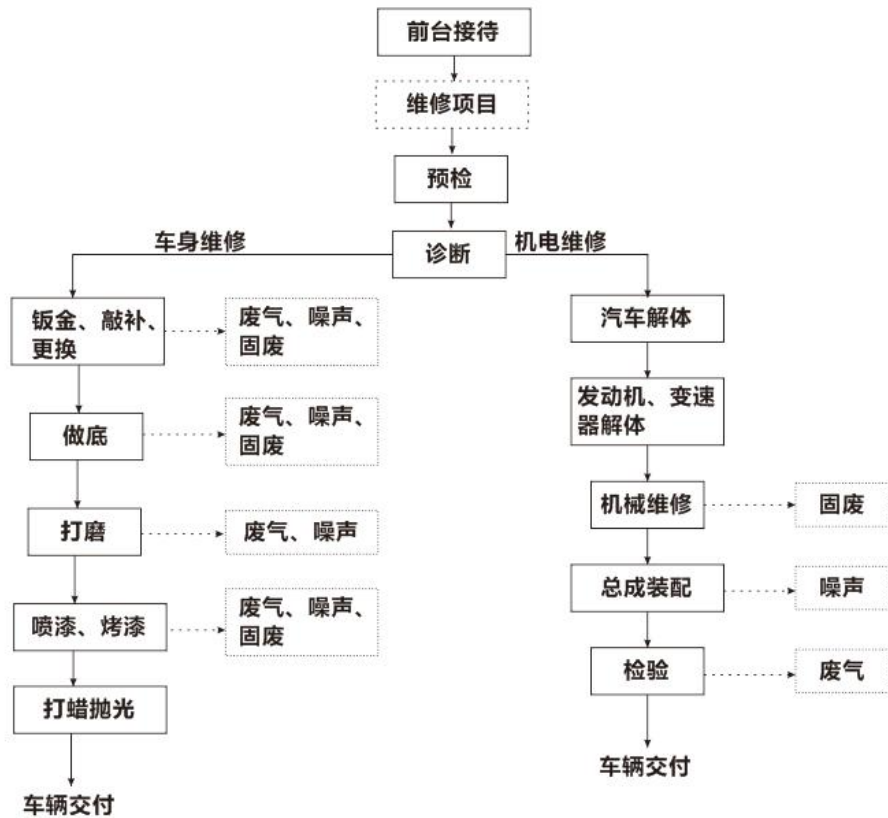 前台接待
维修项目
预检
车身维修
诊断
机电维修
钣金、敲补、
更换
废气、噪声、
固废
汽车解体
做底
废气、噪声、
固废
发动机、变速
器解体
打磨
废气、噪声
机械维修
固废
喷漆、烤漆
废气、噪声、
固废
总成装配
噪声
打蜡抛光
检验
废气
车辆交付
车辆交付